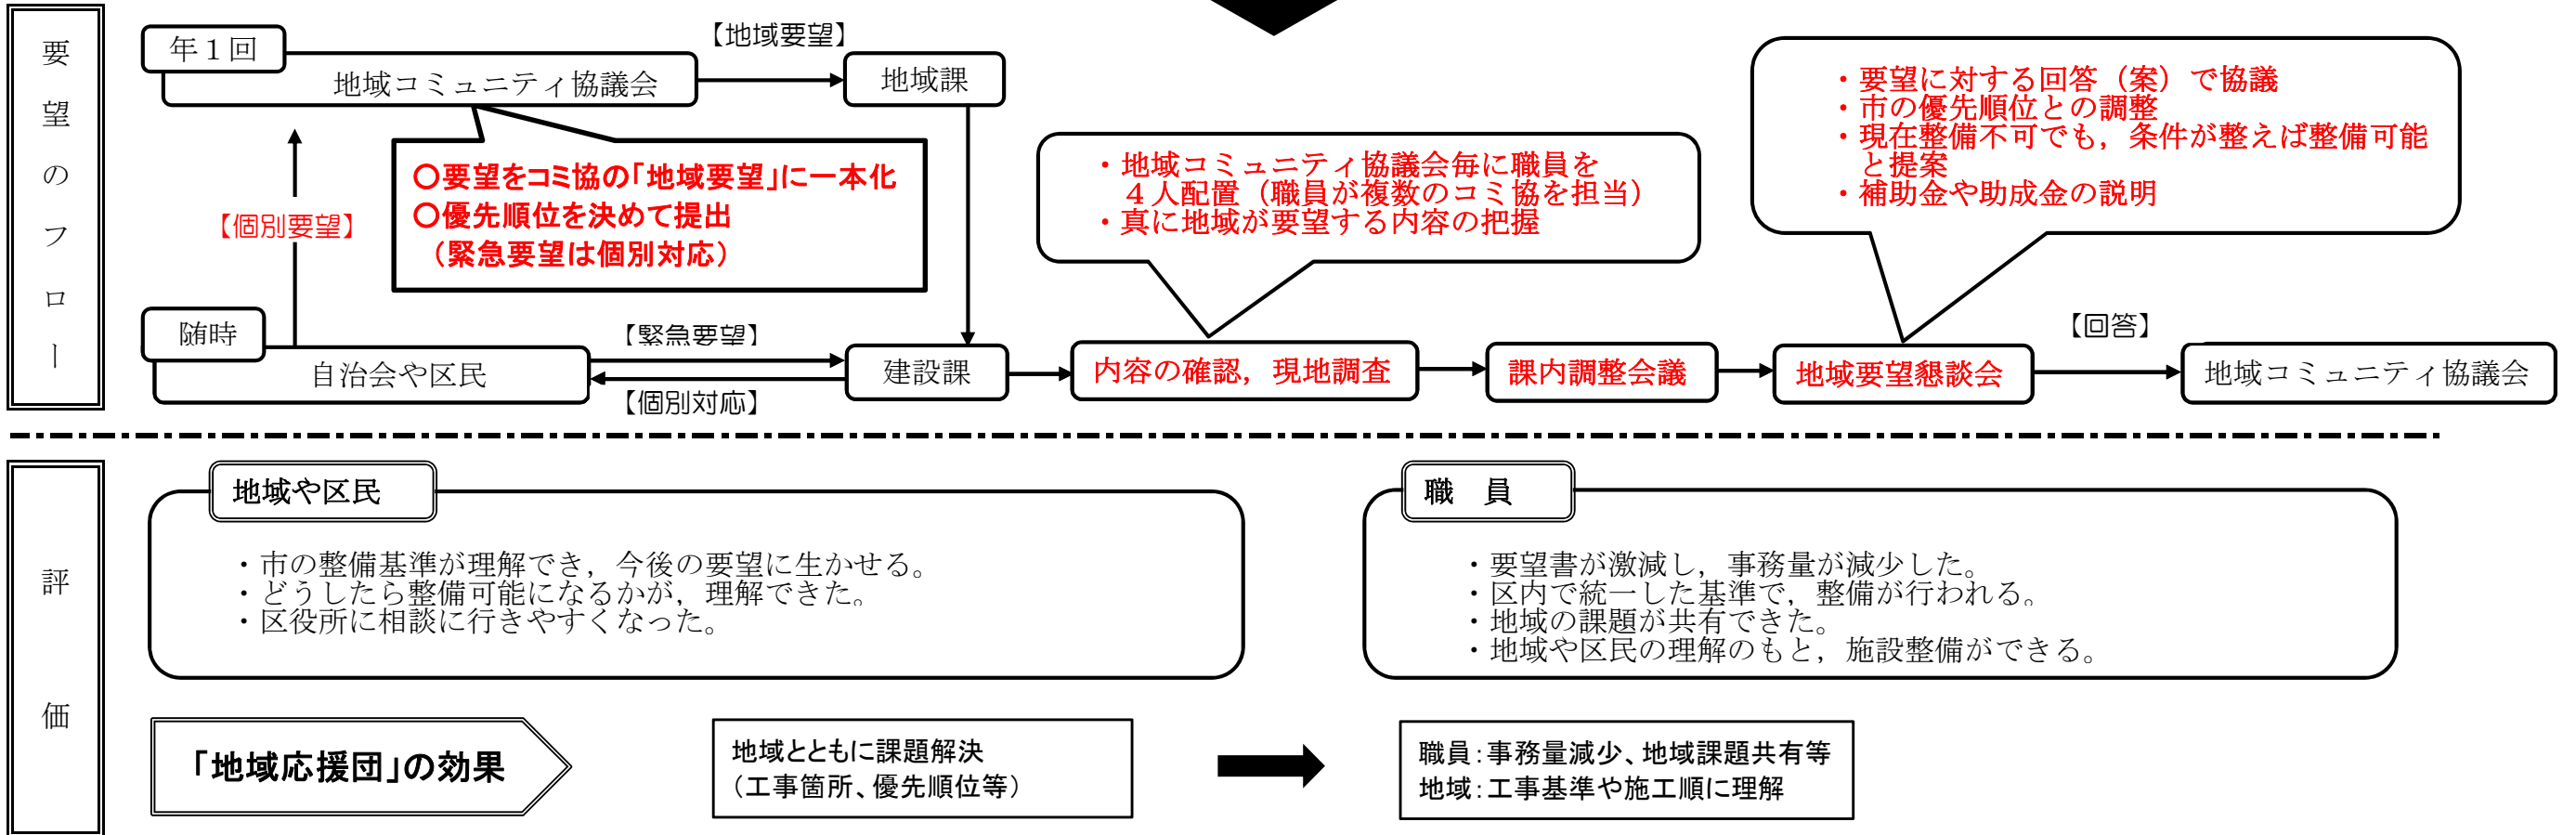 要望のフロー
年１回
地域コミュニティ協議会
【地域要望】
地域課
○要望をコミ協の「地域要望」に一本化
○優先順位を決めて提出
（緊急要望は個別対応）
【個別要望】
随時
自治会や区民
【緊急要望】
【個別対応】
建設課
・地域コミュニティ協議会毎に職員を
４人配置（職員が複数のコミ協を担当）
・真に地域が要望する内容の把握
内容の確認，現地調査
課内調整会議
・要望に対する回答（案）で協議
・市の優先順位との調整
・現在整備不可でも，条件が整えば整備可能
と提案
・補助金や助成金の説明
地域要望懇談会
【回答】
地域コミュニティ協議会
評価
地域や区民
・市の整備基準が理解でき，今後の要望に生かせる。
・どうしたら整備可能になるかが，理解できた。
・区役所に相談に行きやすくなった。
職　員
・要望書が激減し，事務量が減少した。
・区内で統一した基準で，整備が行われる。
・地域の課題が共有できた。
・地域や区民の理解のもと，施設整備ができる。
「地域応援団」の効果
地域とともに課題解決
（工事箇所、優先順位等）
職員：事務量減少、地域課題共有等
地域：工事基準や施工順に理解